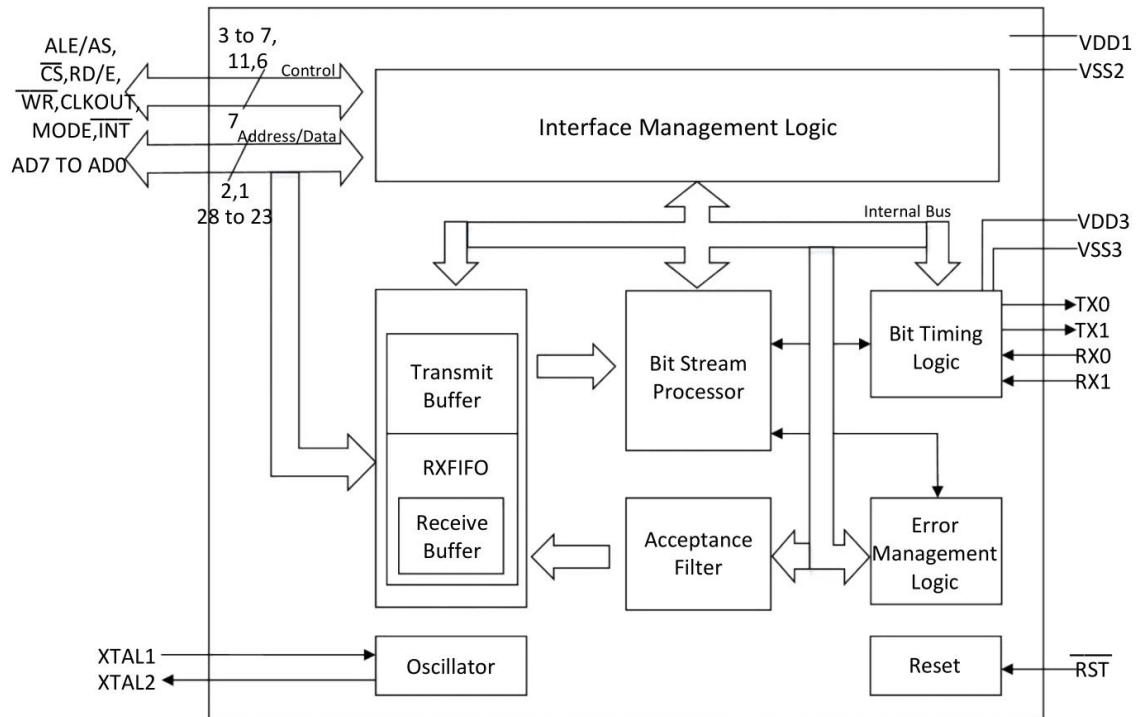 3 to 7,
11,6
ALE/AS,
CS,RD/E,
WR,CLKOUT,
MODE,INT
AD7 TO AD0
Control
7
Address/Data
2,1
28 to 23
Interface Management Logic
VDD1
VSS2
Internal Bus
VDD3
VSS3
TX0
TX1
RX0
RX1
Transmit
Buffer
RXFIFO
Receive
Buffer
Bit Stream
Processor
Bit Timing
Logic
Acceptance
Filter
Error
Management
Logic
XTAL1
XTAL2
Oscillator
Reset
RST